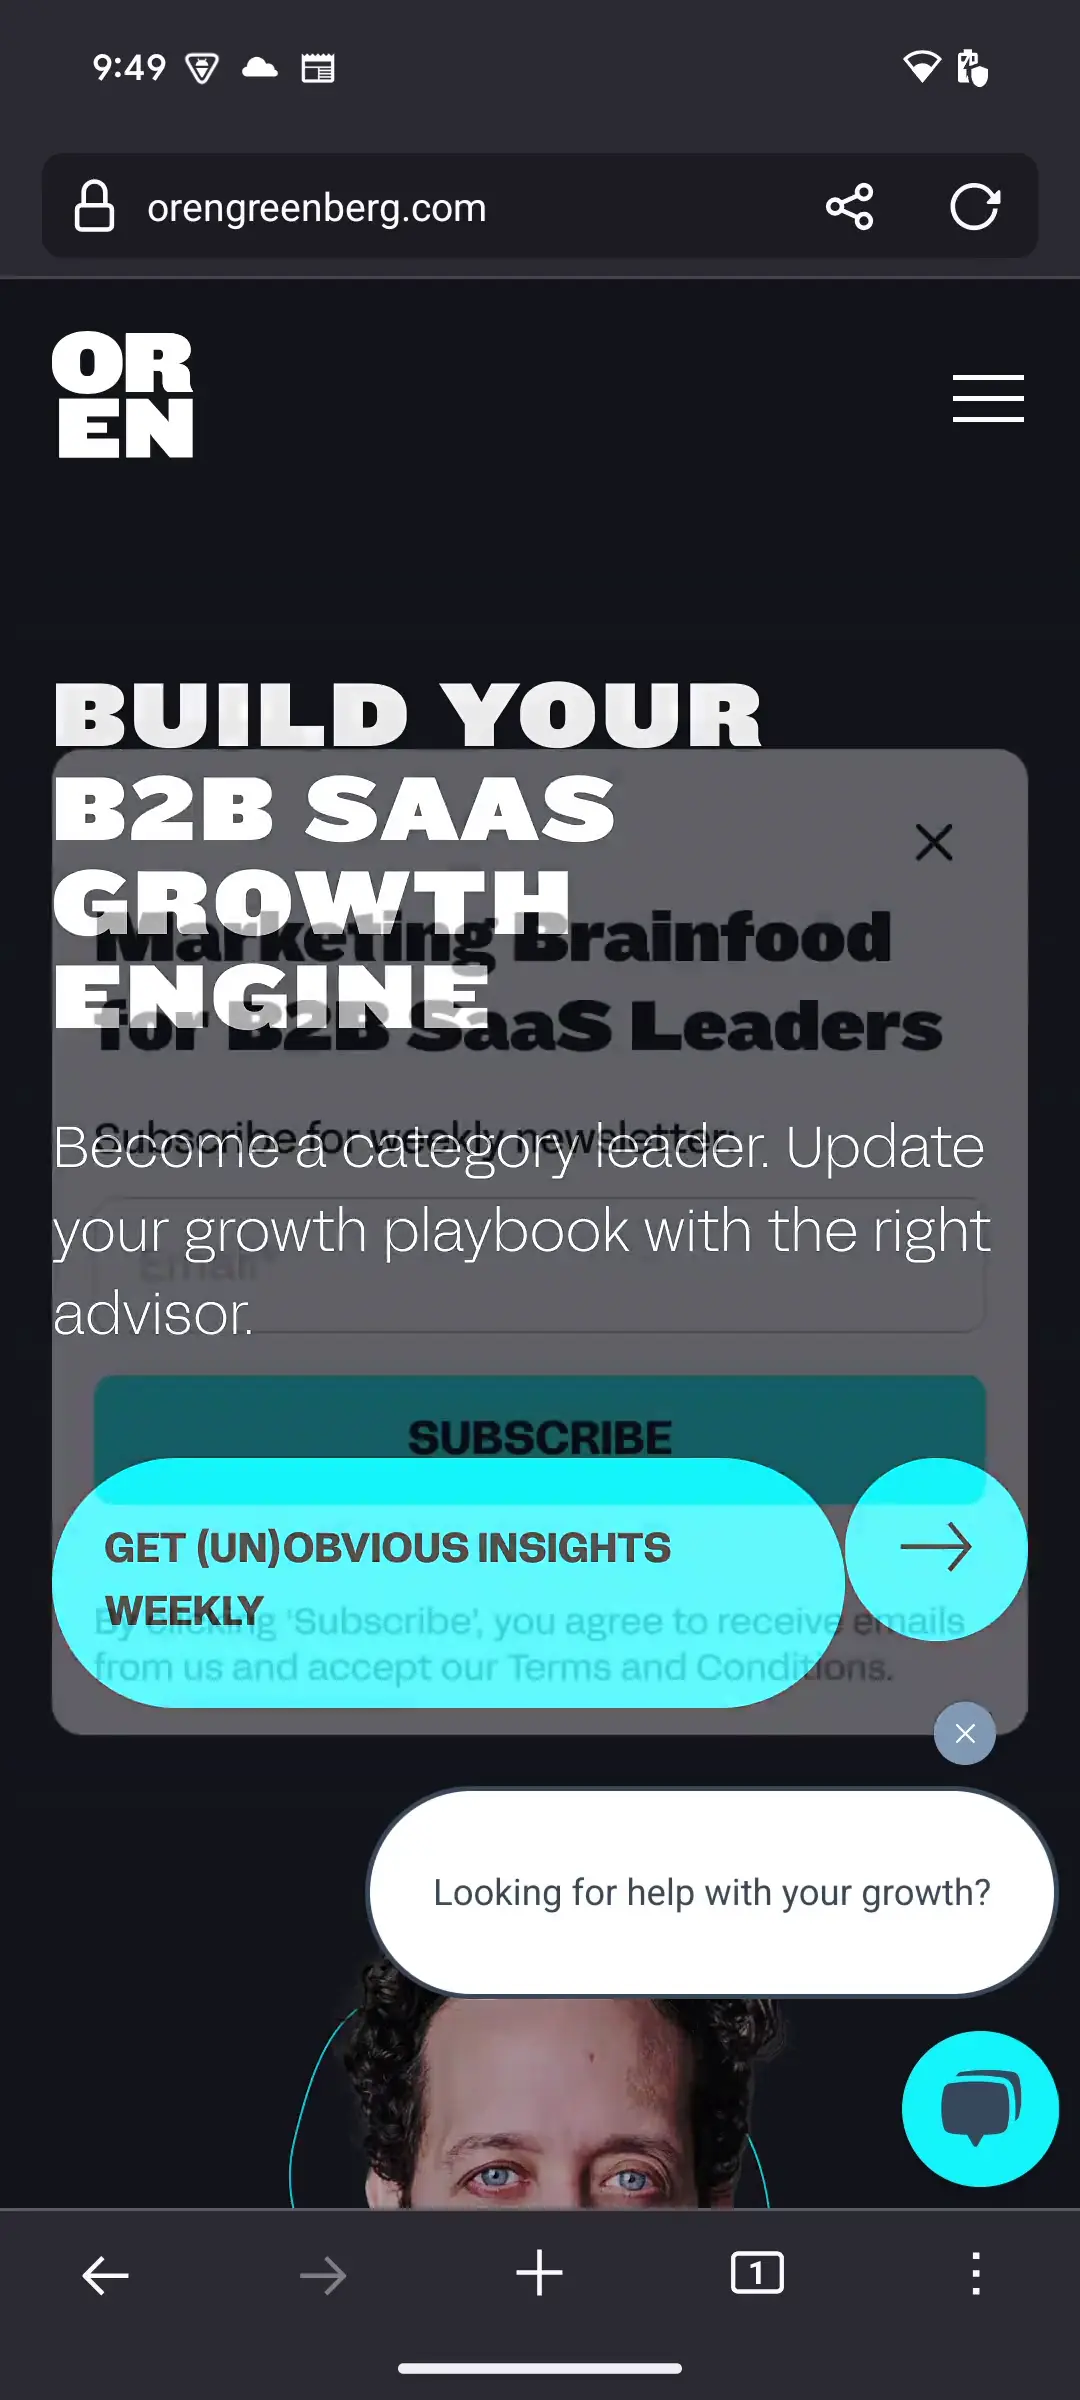 9:49
orengreenberg.com
OR
EN
BUILD YOUR
B2B SAAS
GROWTH
ENGINE
Marketing Brainfood
for B2B SaaS Leaders
Subscribe for weekly newsletter:
Become a category leader. Update
your growth playbook with the right
advisor.
Email*
SUBSCRIBE
GET (UN)OBVIOUS INSIGHTS
WEEKLY
By clicking 'Subscribe', you agree to receive emails
from us and accept our Terms and Conditions.
Looking for help with your growth?
1